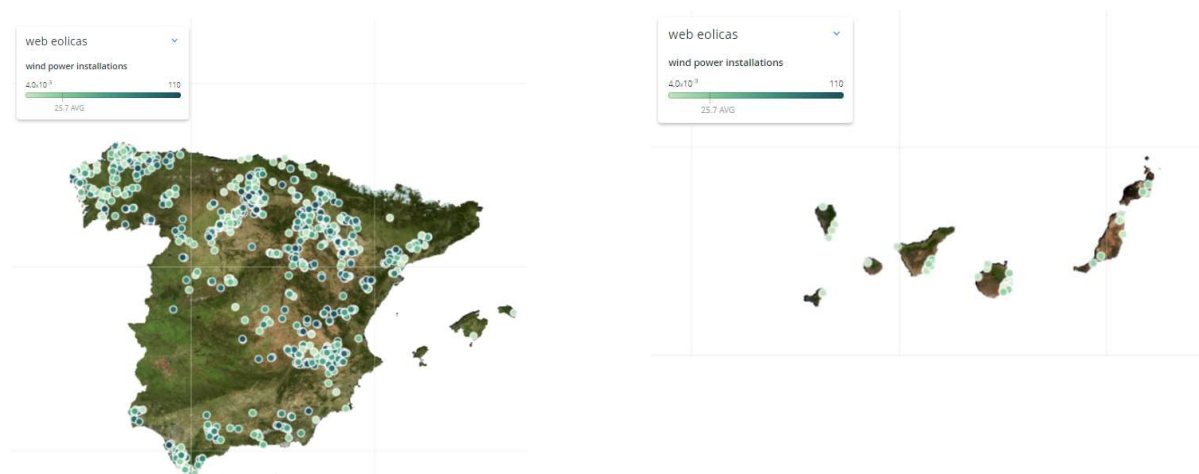 web eolicas
wind power installations
4.0x10⁻³ 110
25.7 AVG
web eolicas
wind power installations
4.0x10⁻³ 110
25.7 AVG